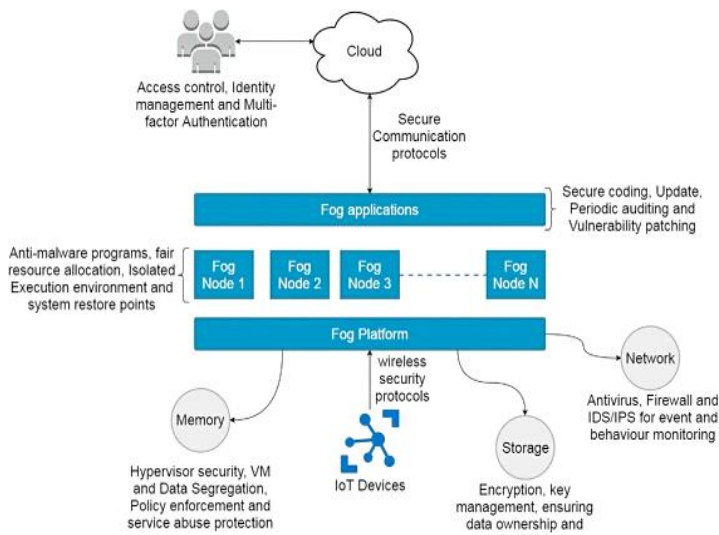 Cloud
Access control, Identity
management and Multi-
factor Authentication
Secure
Communication
protocols
Fog applications
Secure coding, Update,
Periodic auditing and
Vulnerability patching
Anti-malware programs, fair
resource allocation, Isolated
Execution environment and
system restore points
Fog
Node 1
Fog
Node 2
Fog
Node 3
Fog
Node N
Fog Platform
wireless
security
protocols
Network
Antivirus, Firewall and
IDS/IPS for event and
behaviour monitoring
Memory
Hypervisor security, VM
and Data Segregation,
Policy enforcement and
service abuse protection
IoT Devices
Storage
Encryption, key
management, ensuring
data ownership and